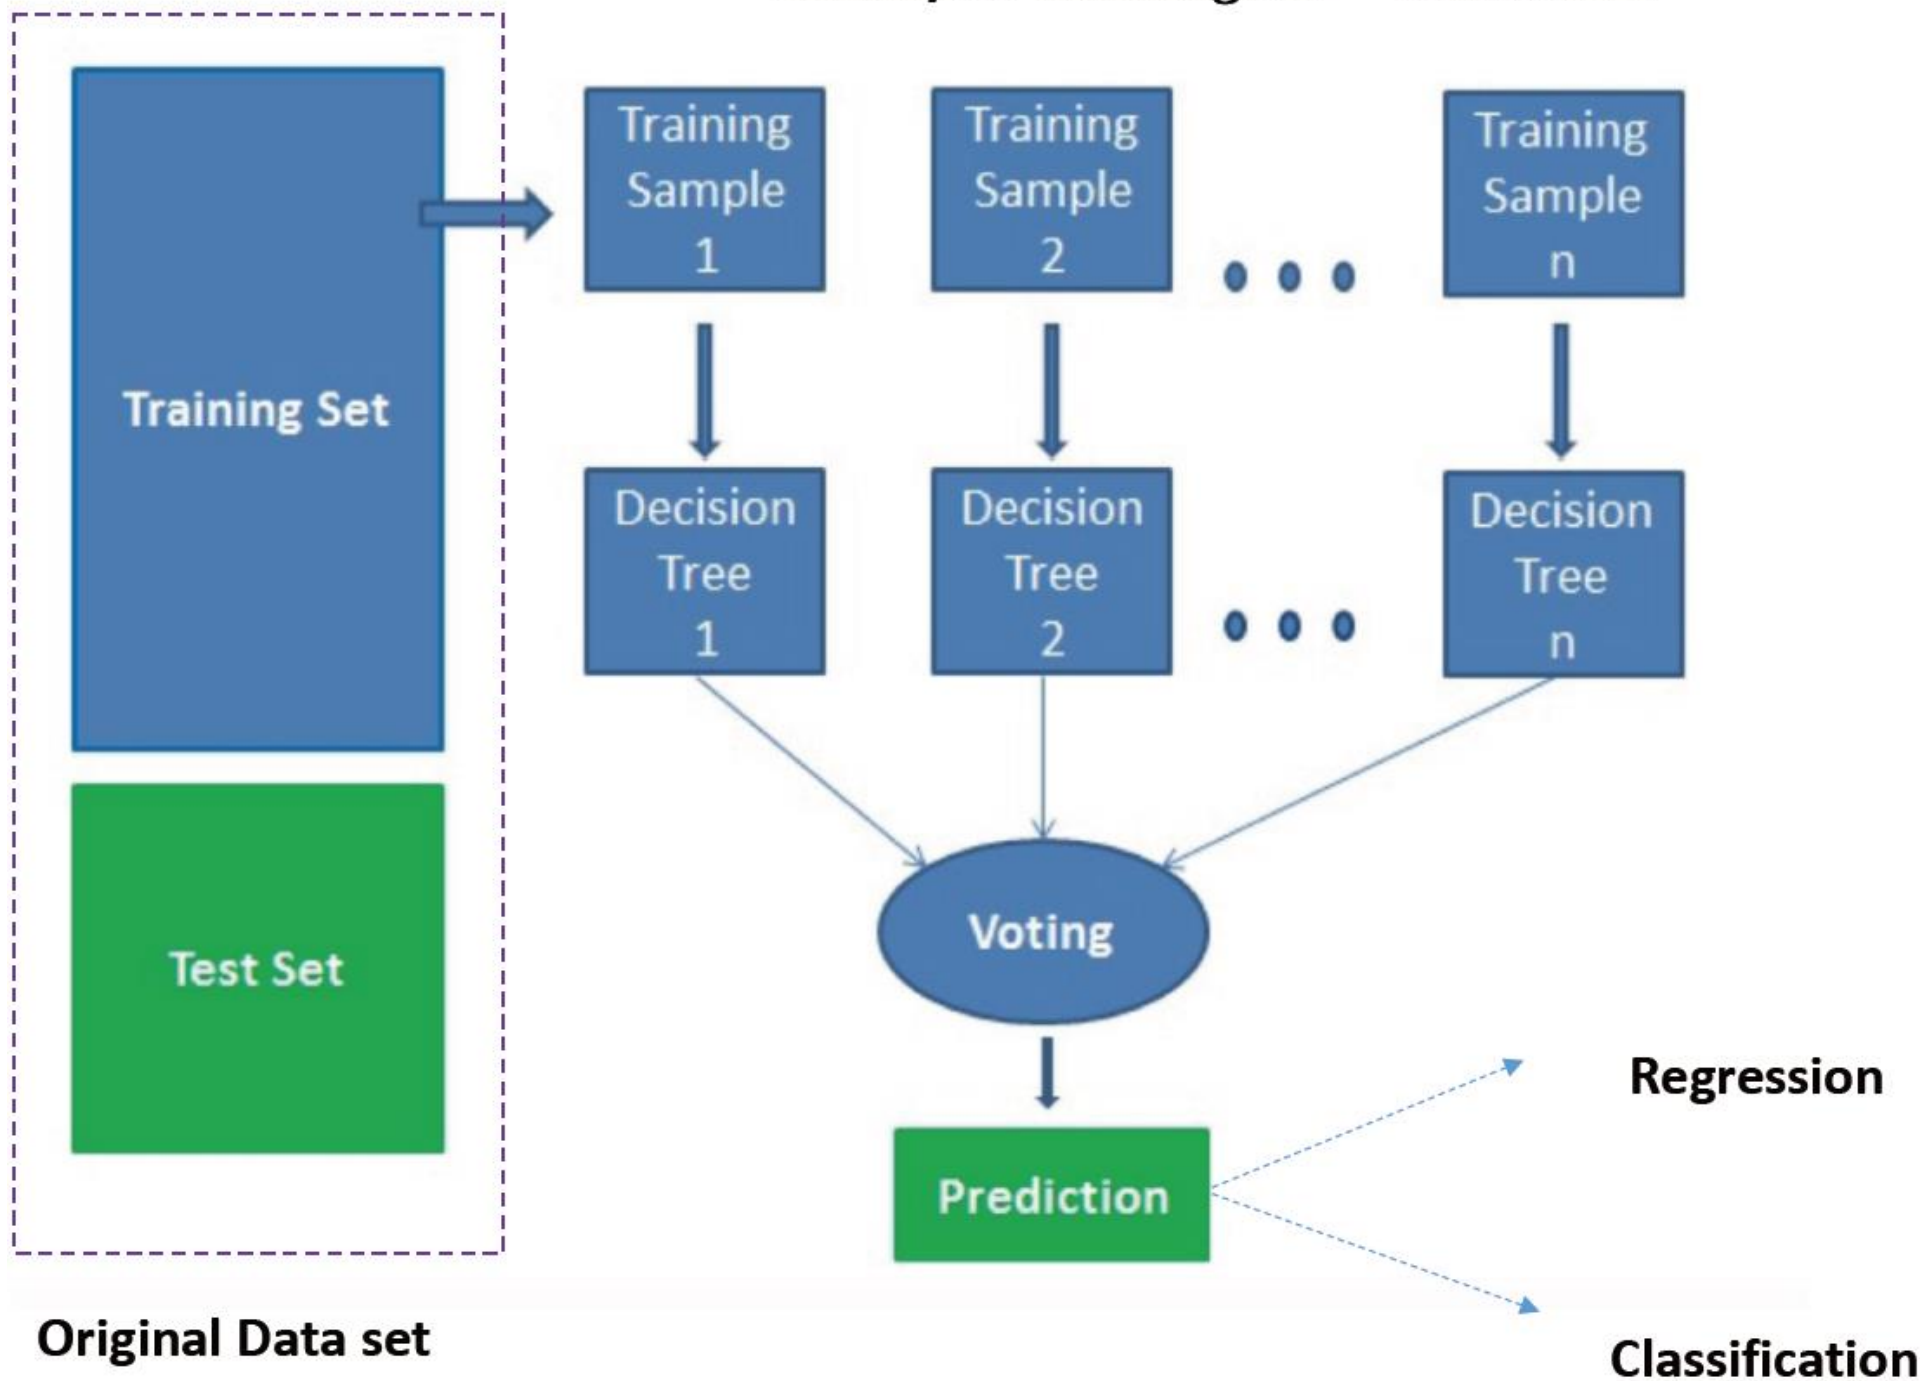 Training Set
Test Set
Original Data set
Training
Sample
1
Training
Sample
2
Training
Sample
n
Decision
Tree
1
Decision
Tree
2
Decision
Tree
n
Voting
Prediction
Regression
Classification